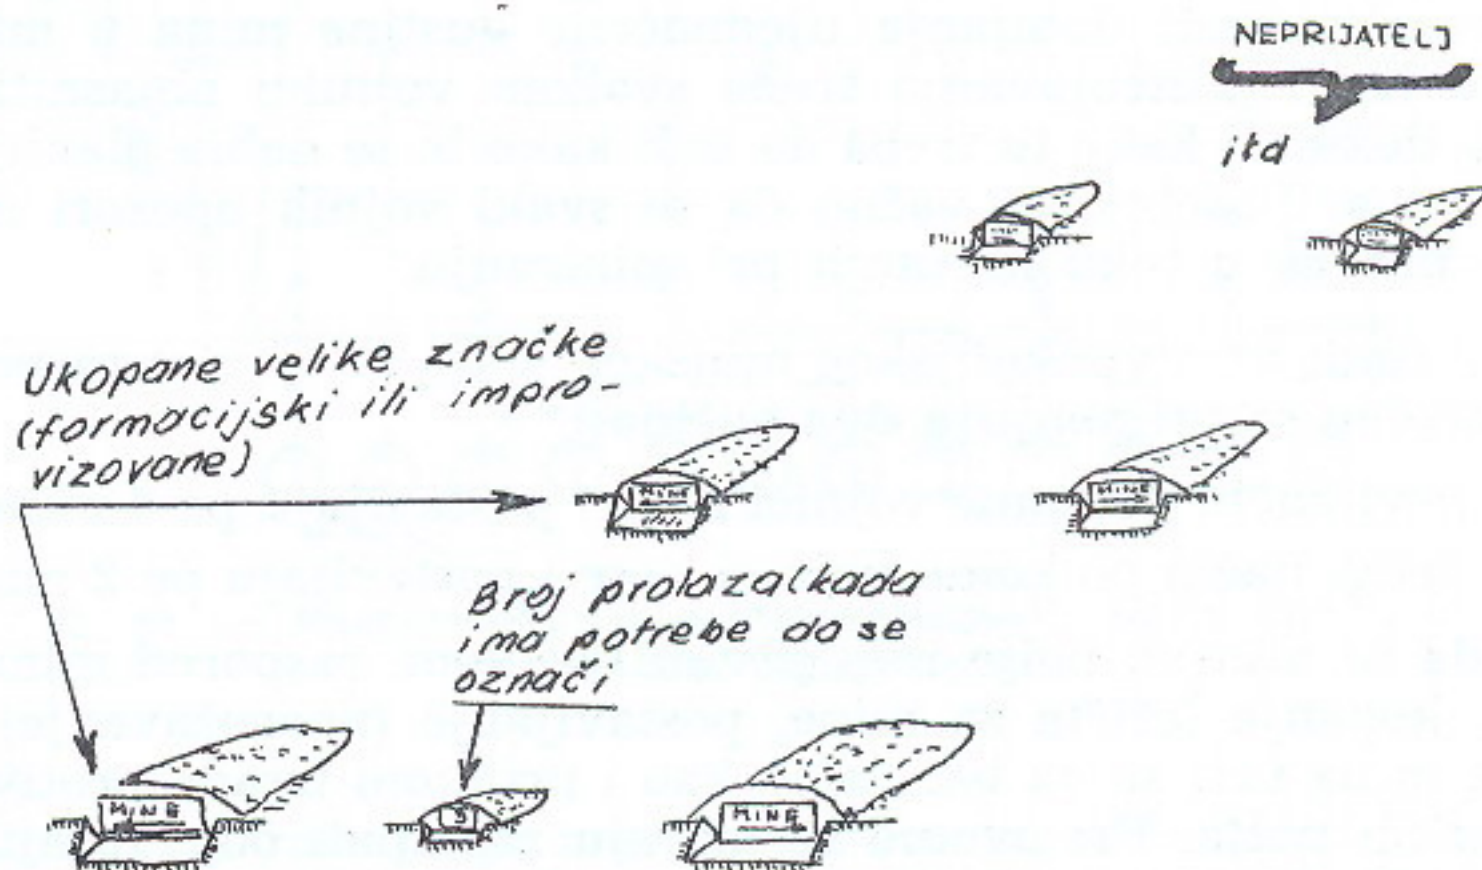 NEPRIJATELJ
itd
Ukopane velike značke
(formacijski ili impro-
vizovane)
MINE
MINE
Broj prolaza(kada
ima potrebe da se
označi
MINE
3
MINE